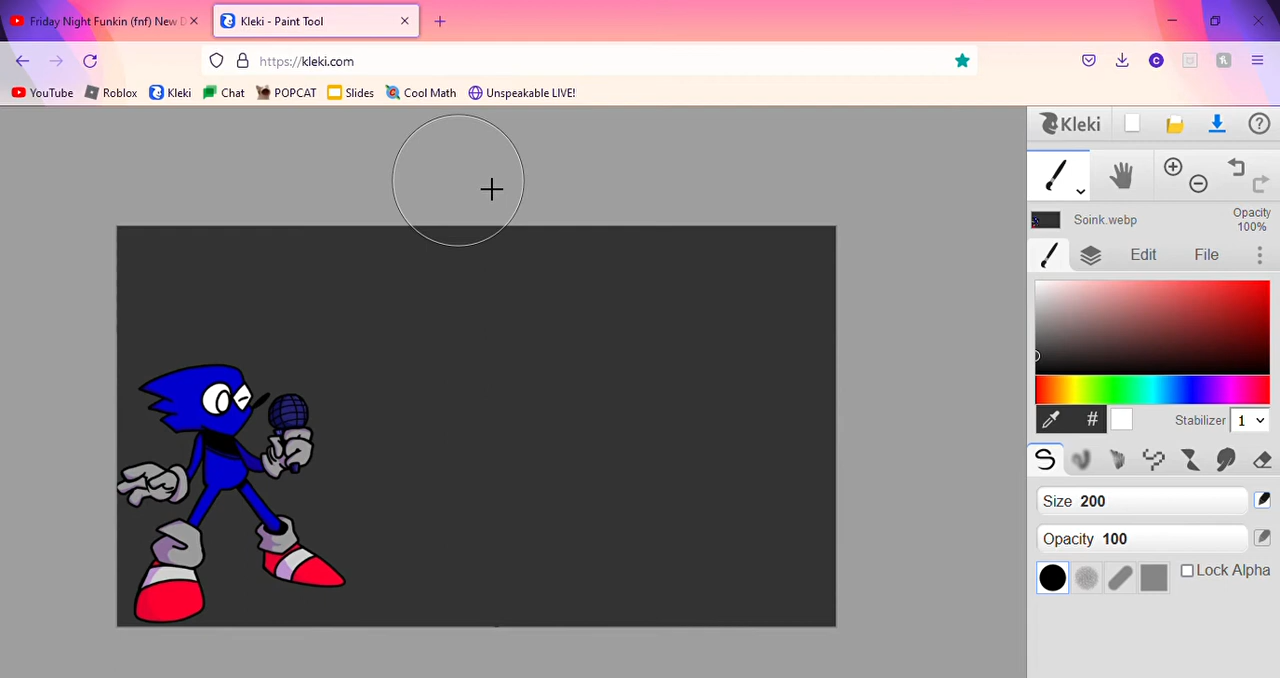 Friday Night Funkin (fnf) New D
Kleki - Paint Tool
https://kleki.com
YouTube Roblox Kleki Chat POPCAT Slides Cool Math Unspeakable LIVE!
Kleki
Soink.webp
Opacity
100%
Edit File
# Stabilizer 1
Size 200
Opacity 100
Lock Alpha